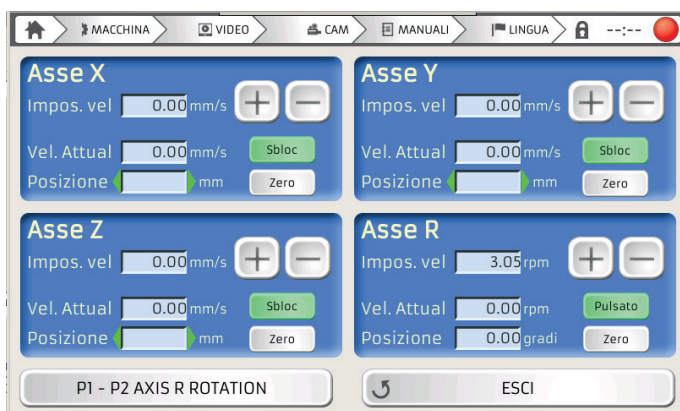 MACCHINA VIDEO CAM MANUALI LINGUA --:--
Asse X
Impos. vel 0.00 mm/s + −
Vel. Attual 0.00 mm/s Sbloc
Posizione mm Zero
Asse Y
Impos. vel 0.00 mm/s + −
Vel. Attual 0.00 mm/s Sbloc
Posizione mm Zero
Asse Z
Impos. vel 0.00 mm/s + −
Vel. Attual 0.00 mm/s Sbloc
Posizione mm Zero
Asse R
Impos. vel 3.05 rpm + −
Vel. Attual 0.00 rpm Pulsato
Posizione 0.00 gradi Zero
P1 - P2 AXIS R ROTATION
ESCI